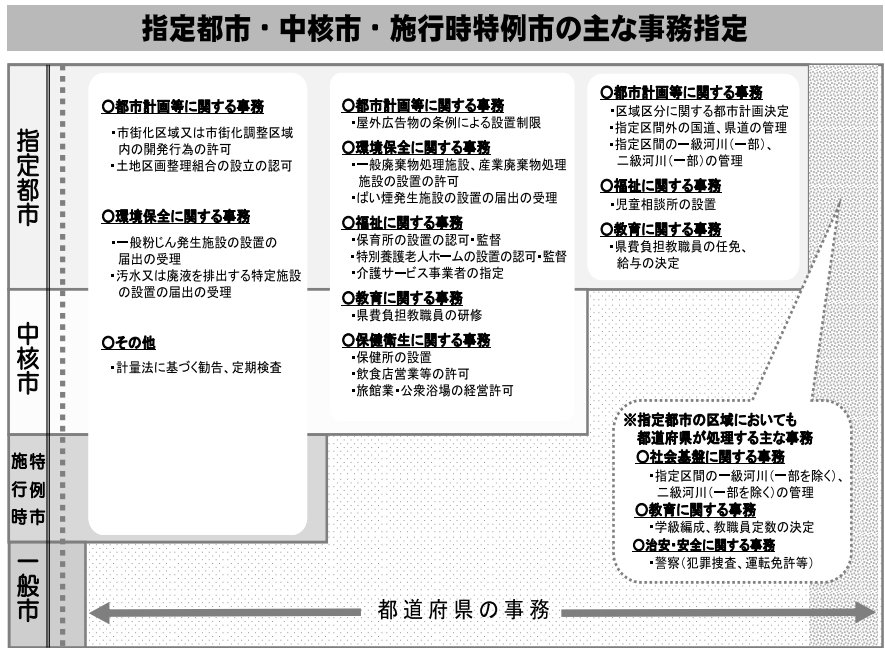 指定都市・中核市・施行時特例市の主な事務指定
指定都市
中核市
施行時
特例市
一般市
〇都市計画等に関する事務
・市街化区域又は市街化調整区域
内の開発行為の許可
・土地区画整理組合の設立の認可
〇環境保全に関する事務
・一般粉じん発生施設の設置の
届出の受理
・汚水又は廃液を排出する特定施設
の設置の届出の受理
〇その他
・計量法に基づく勧告、定期検査
〇都市計画等に関する事務
・屋外広告物の条例による設置制限
〇環境保全に関する事務
・一般廃棄物処理施設、産業廃棄物処理
施設の設置の許可
・ばい煙発生施設の設置の届出の受理
〇福祉に関する事務
・保育所の設置の認可・監督
・特別養護老人ホームの設置の認可・監督
・介護サービス事業者の指定
〇教育に関する事務
・県費負担教職員の研修
〇保健衛生に関する事務
・保健所の設置
・飲食店営業等の許可
・旅館業・公衆浴場の経営許可
〇都市計画等に関する事務
・区域区分に関する都市計画決定
・指定区間外の国道、県道の管理
・指定区間の一級河川(一部)、
二級河川(一部)の管理
〇福祉に関する事務
・児童相談所の設置
〇教育に関する事務
・県費負担教職員の任免、
給与の決定
※指定都市の区域においても
都道府県が処理する主な事務
〇社会基盤に関する事務
・指定区間の一級河川(一部を除く)、
二級河川(一部を除く)の管理
〇教育に関する事務
・学級編成、教職員定数の決定
〇治安・安全に関する事務
・警察(犯罪捜査、運転免許等)
都道府県の事務